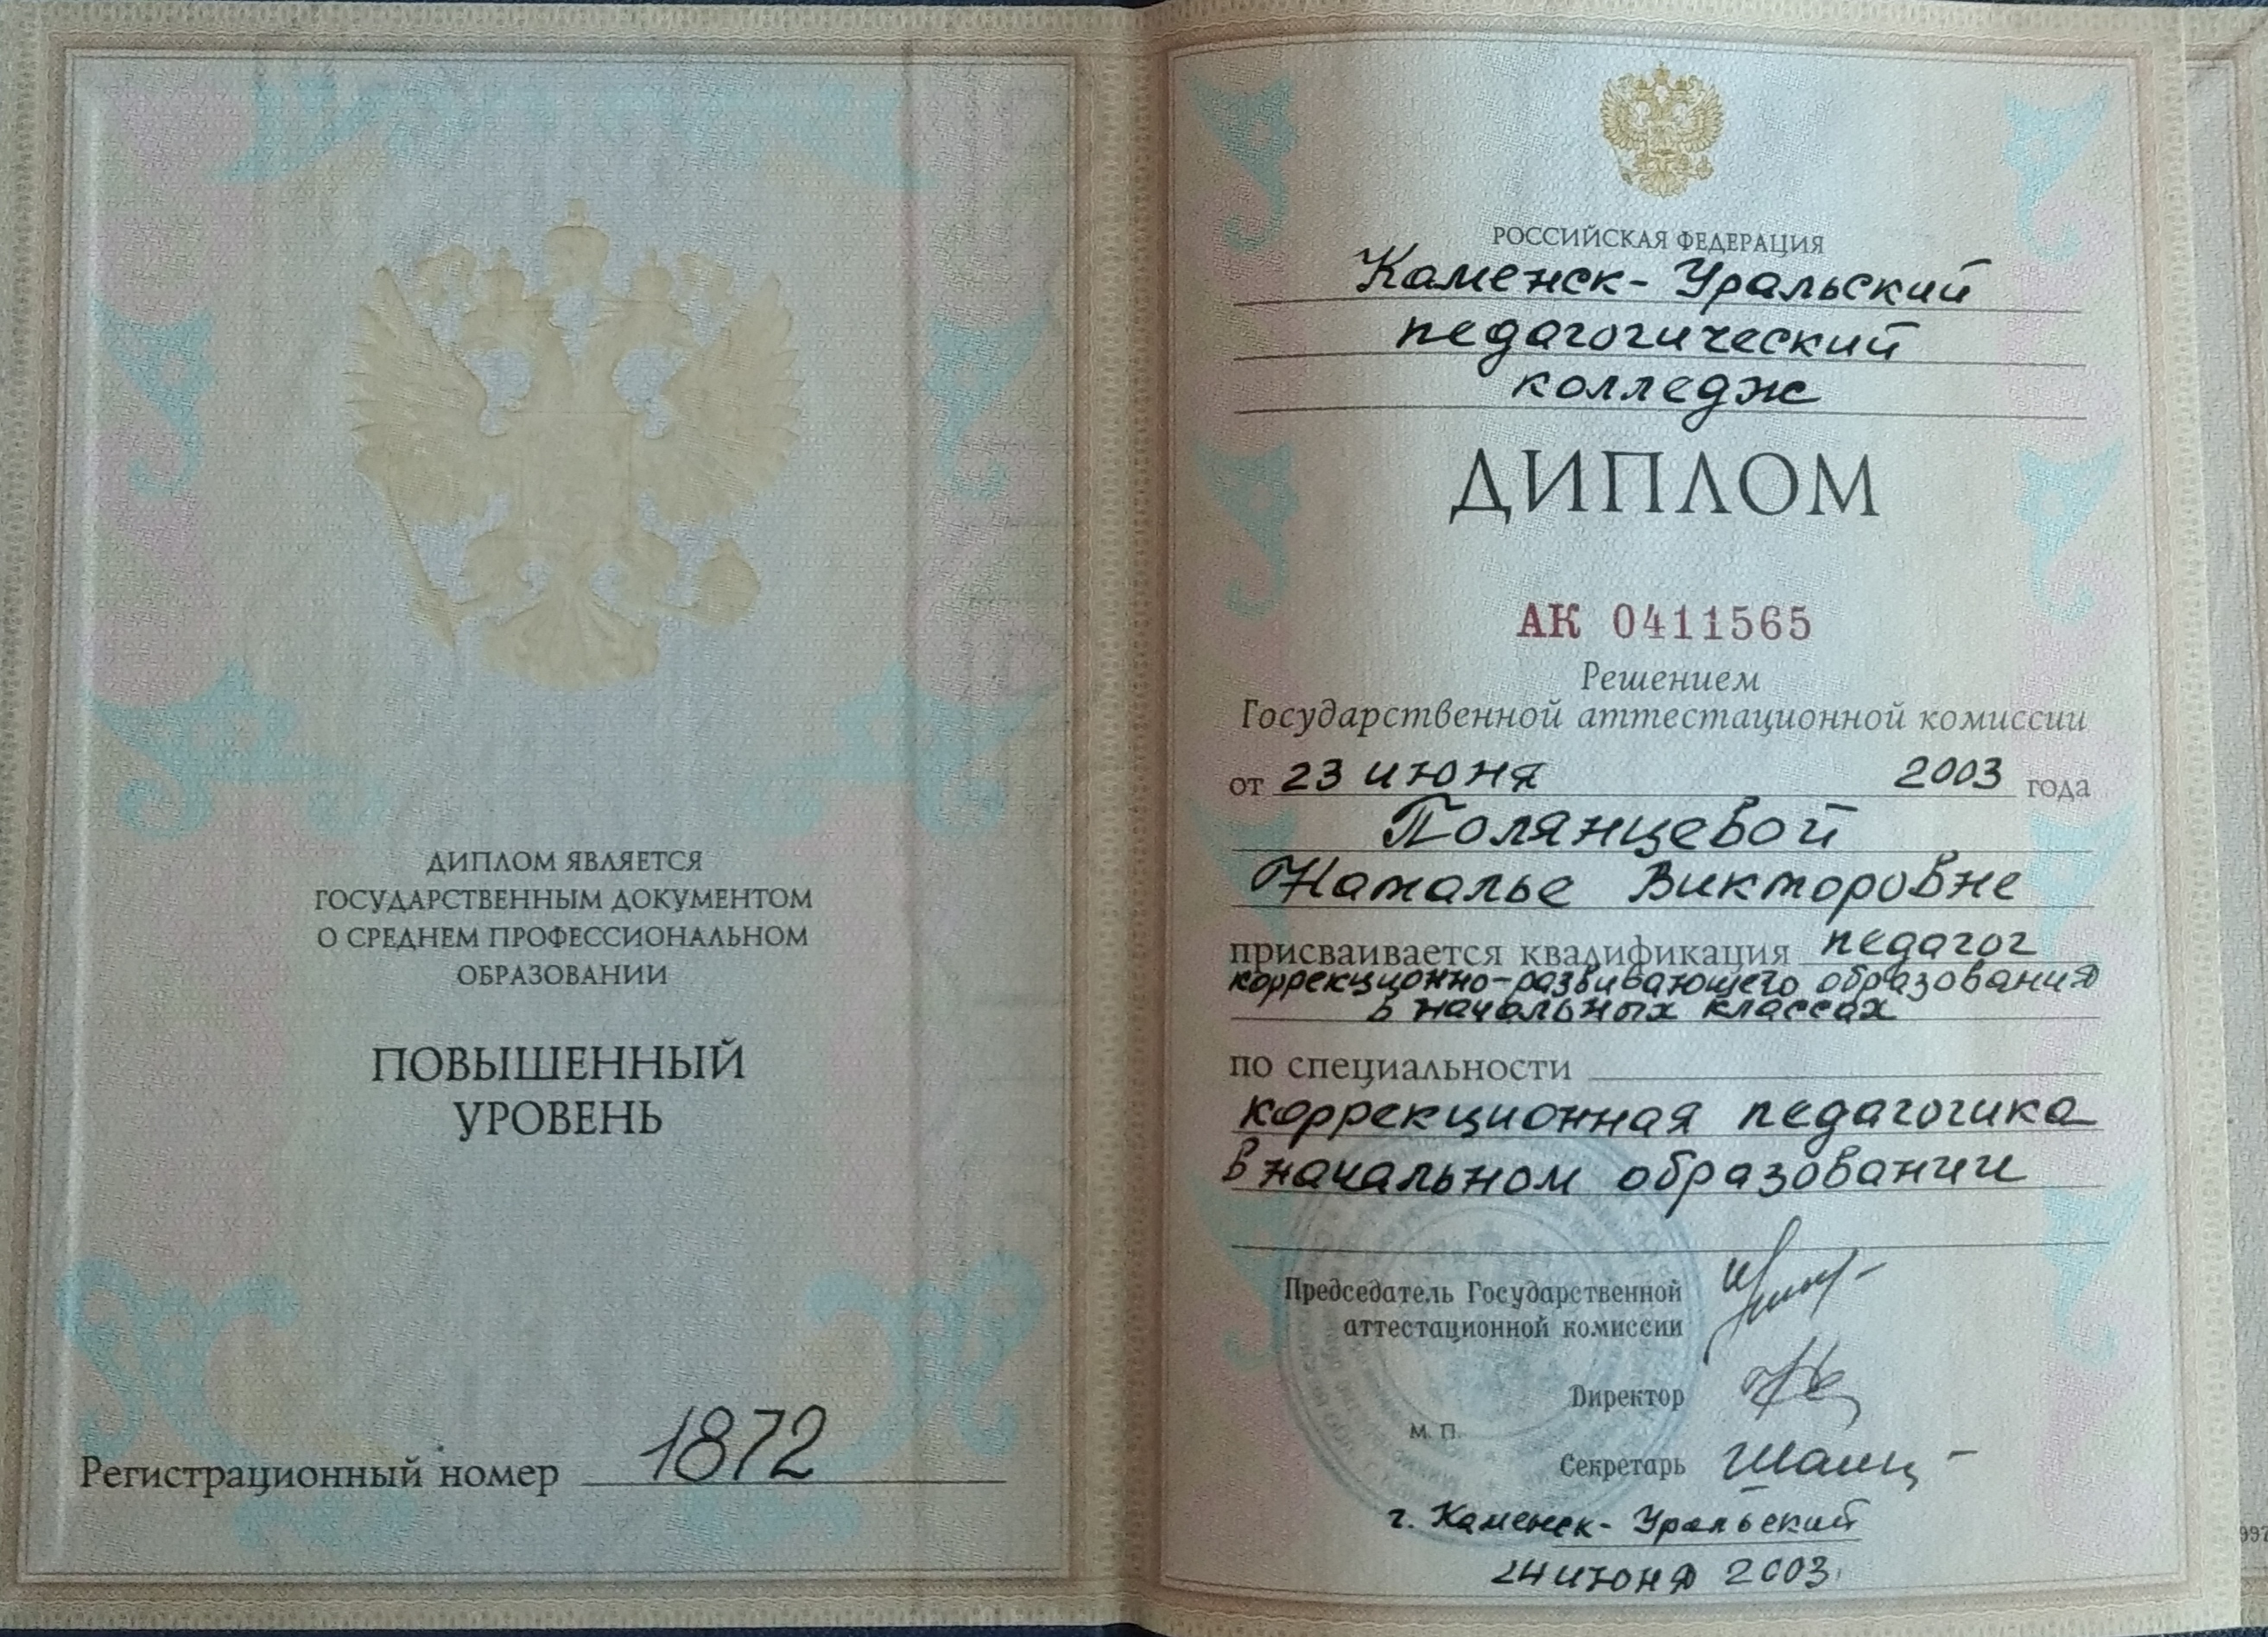 ДИПЛОМ ЯВЛЯЕТСЯ
ГОСУДАРСТВЕННЫМ ДОКУМЕНТОМ
О СРЕДНЕМ ПРОФЕССИОНАЛЬНОМ
ОБРАЗОВАНИИ
ПОВЫШЕННЫЙ
УРОВЕНЬ
Регистрационный номер 1872
РОССИЙСКАЯ ФЕДЕРАЦИЯ
Каменск-Уральский
педагогический
колледж
ДИПЛОМ
АК 0411565
Решением
Государственной аттестационной комиссии
от 23 июня 2003 года
Полянцевой
Наталье Викторовне
присваивается квалификация педагог
коррекционно-развивающего образования
в начальных классах
по специальности
коррекционная педагогика
в начальном образовании
Председатель Государственной
аттестационной комиссии
Директор
М. П.
Секретарь
г. Каменск-Уральский
24 июня 2003